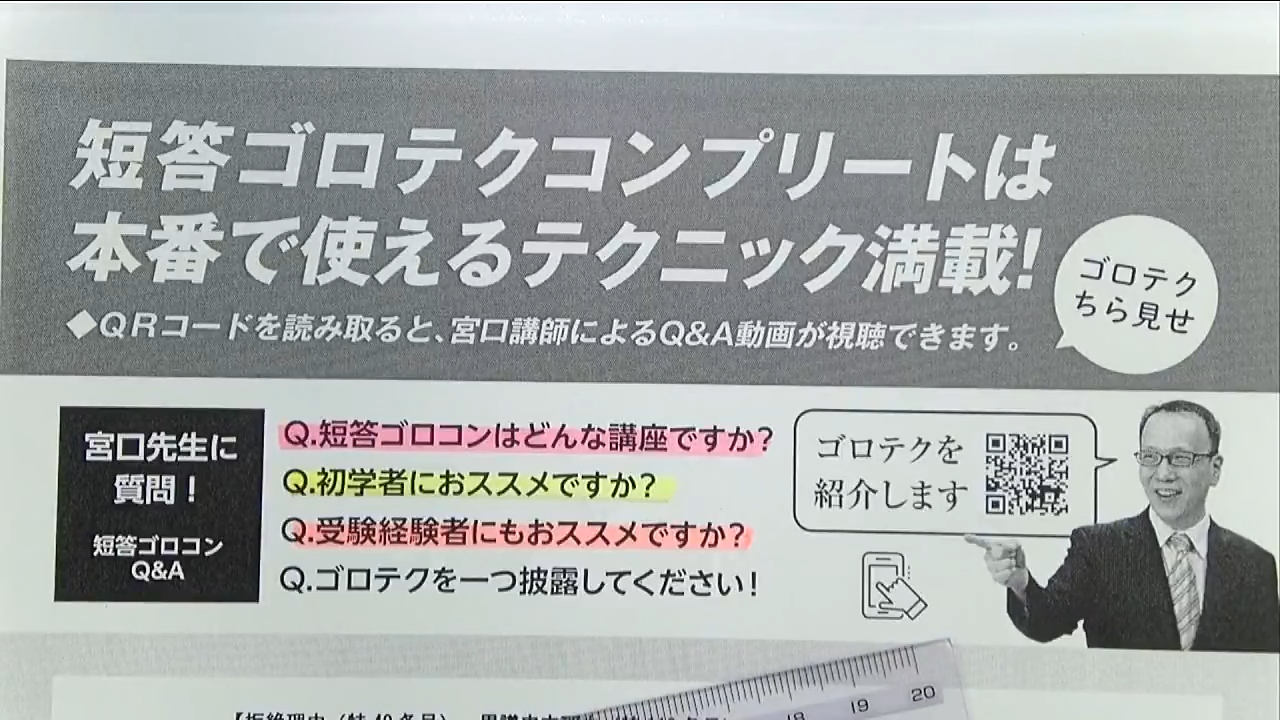 短答ゴロテクコンプリートは
本番で使えるテクニック満載!
◆QRコードを読み取ると、宮口講師によるQ&A動画が視聴できます。
ゴロテク
ちら見せ
宮口先生に
質問！
短答ゴロコン
Q&A
Q.短答ゴロコンはどんな講座ですか?
Q.初学者におススメですか?
Q.受験経験者にもおススメですか?
Q.ゴロテクを一つ披露してください!
ゴロテクを
紹介します
18 19 20